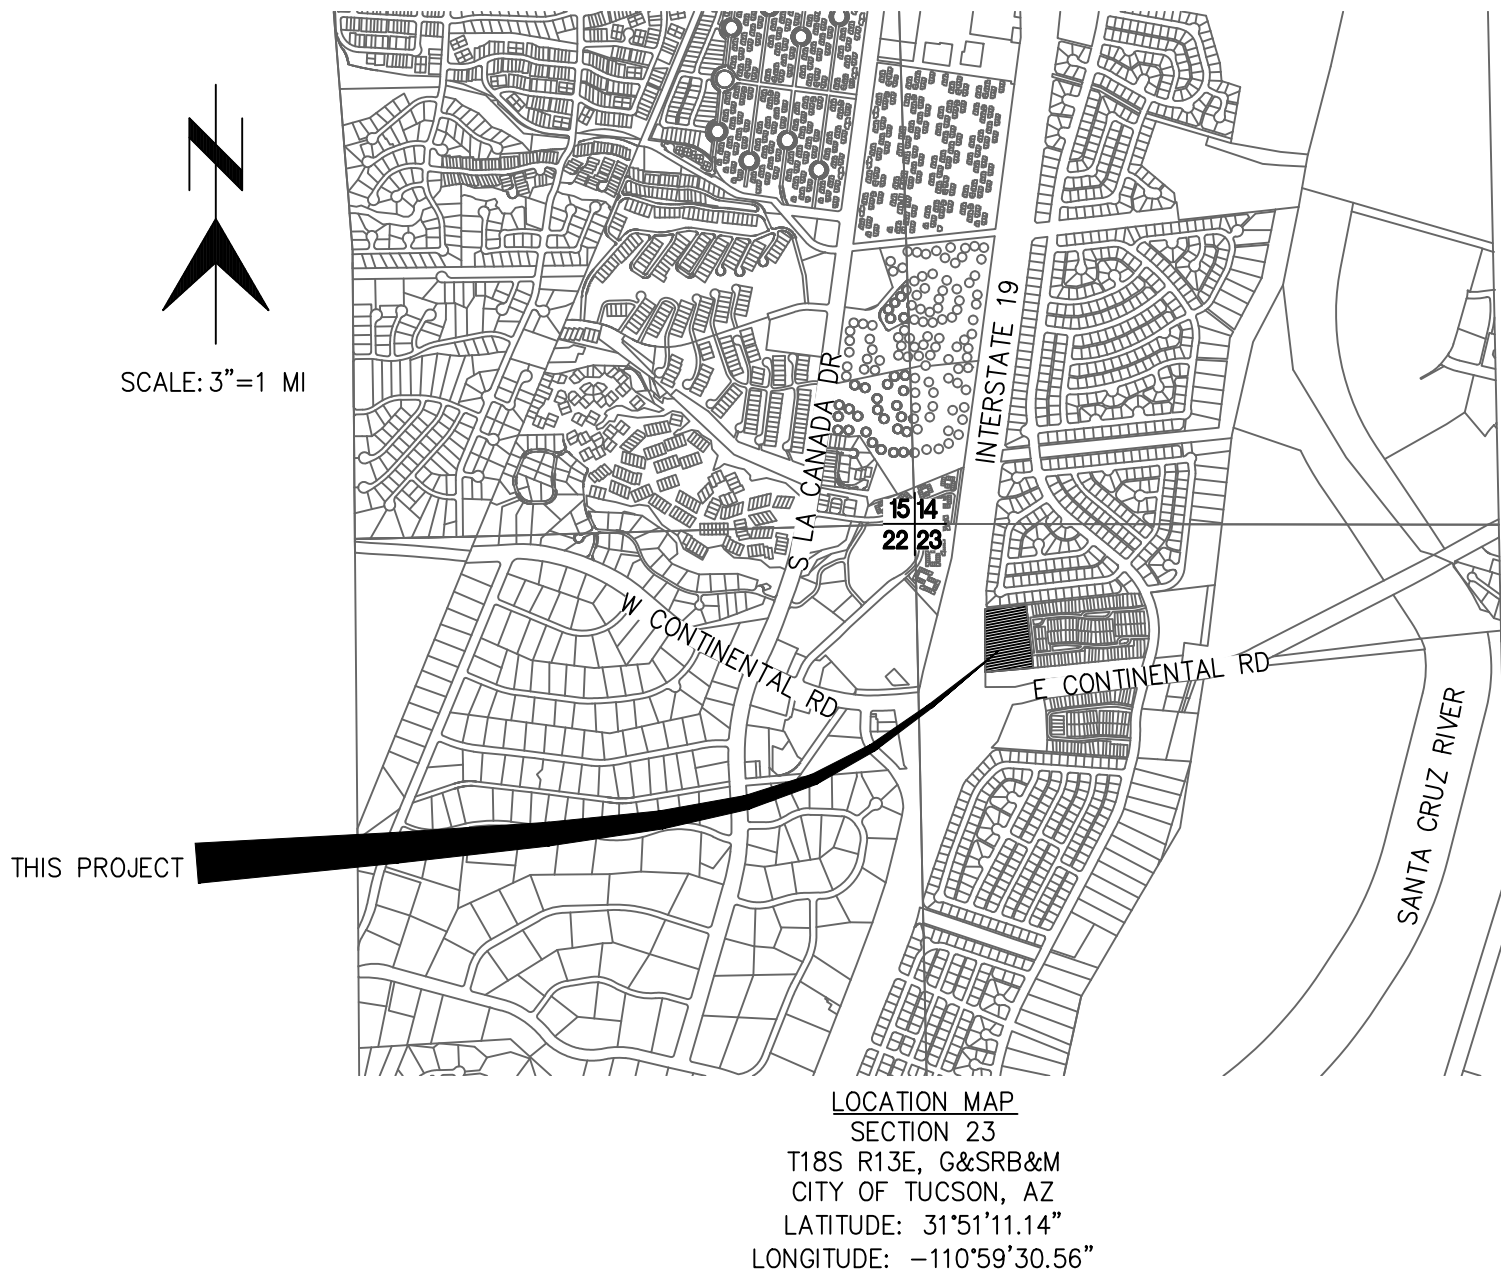 SCALE: 3”=1 MI
INTERSTATE 19
S LA CANADA DR
15 14
22 23
W CONTINENTAL RD
E CONTINENTAL RD
SANTA CRUZ RIVER
THIS PROJECT
LOCATION MAP
SECTION 23
T18S R13E, G&SRB&M
CITY OF TUCSON, AZ
LATITUDE: 31°51’11.14”
LONGITUDE: −110°59’30.56”